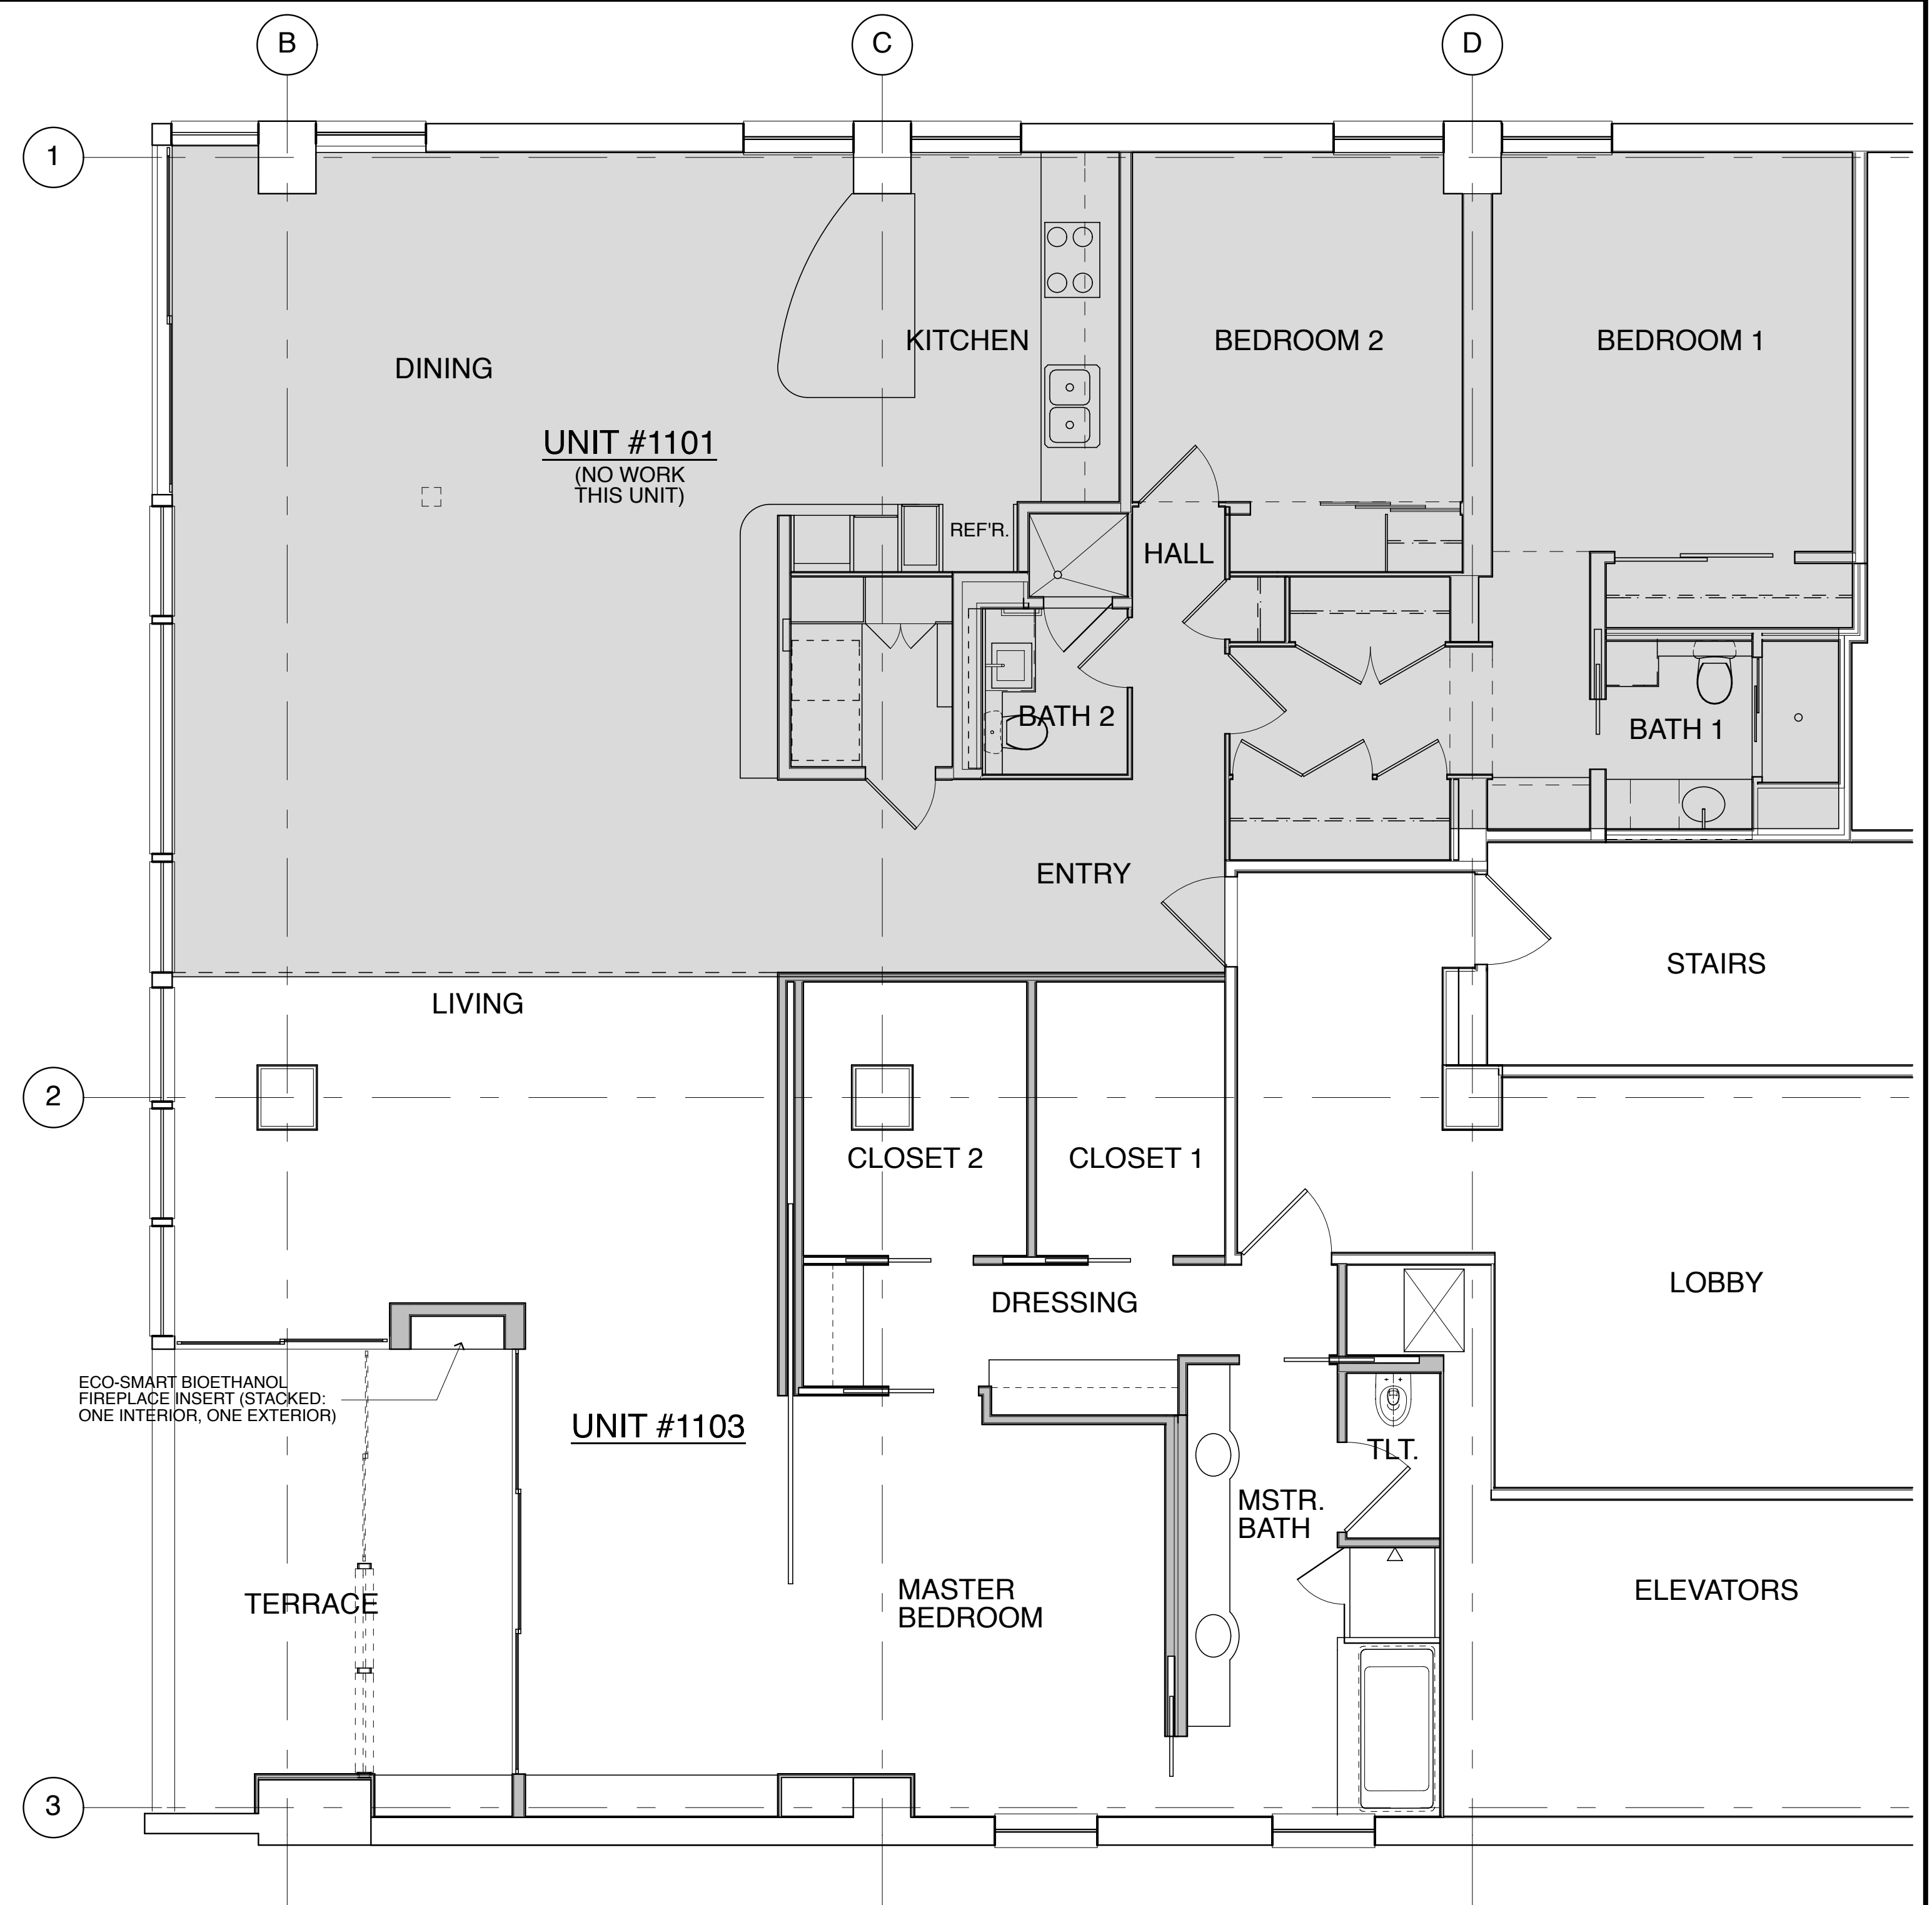 B
C
D
1
KITCHEN
BEDROOM 2
BEDROOM 1
DINING
UNIT #1101
(NO WORK
THIS UNIT)
REF'R.
HALL
BATH 2
BATH 1
ENTRY
STAIRS
LIVING
2
CLOSET 2
CLOSET 1
LOBBY
DRESSING
ECO-SMART BIOETHANOL
FIREPLACE INSERT (STACKED:
ONE INTERIOR, ONE EXTERIOR)
UNIT #1103
TLT.
MSTR.
BATH
TERRACE
MASTER
BEDROOM
ELEVATORS
3